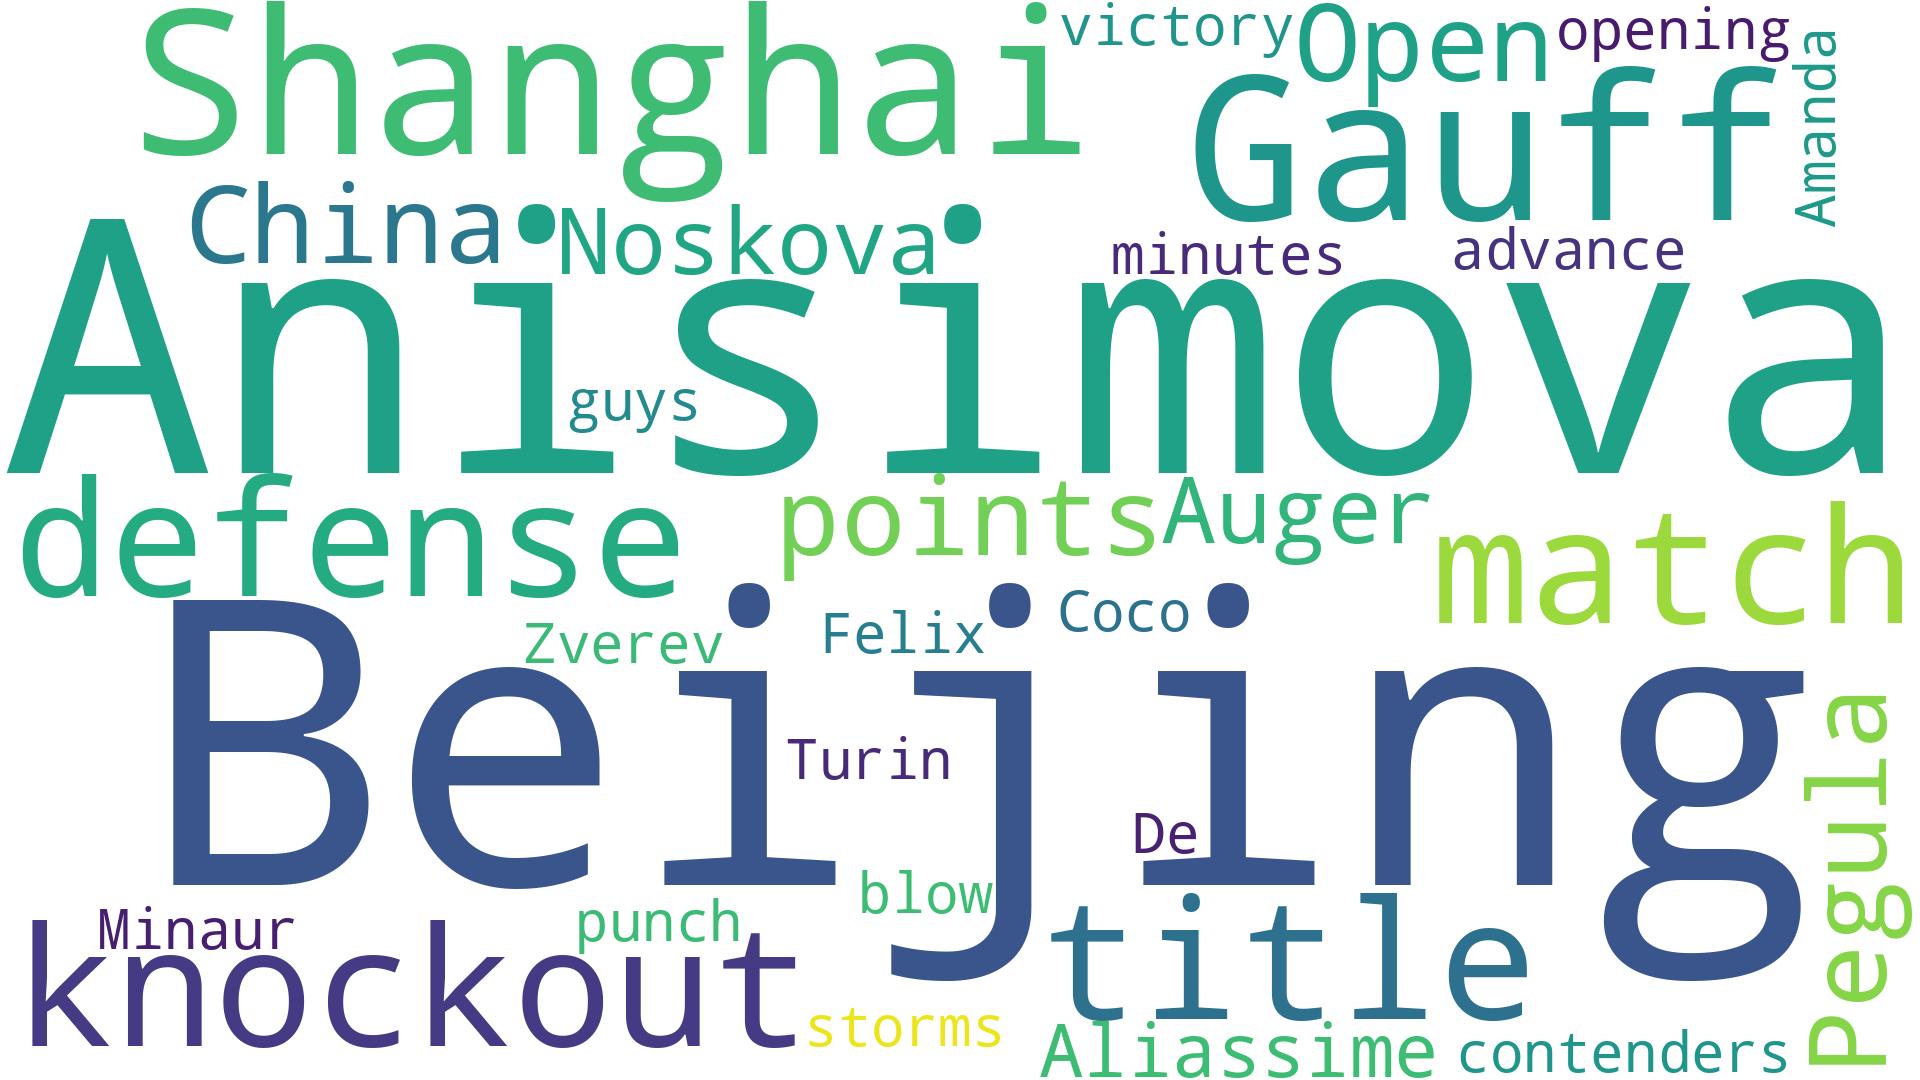 Shanghai
victory
Open
opening
Gauff
Amanda
China
Noskova
minutes
advance
Anisimova
guys
defense
points
Auger
match
Zverev
Felix
Coco
Beijing
Turin
De
Pegula
Minaur
punch
blow
knockout
title
storms
Aliassime
contenders